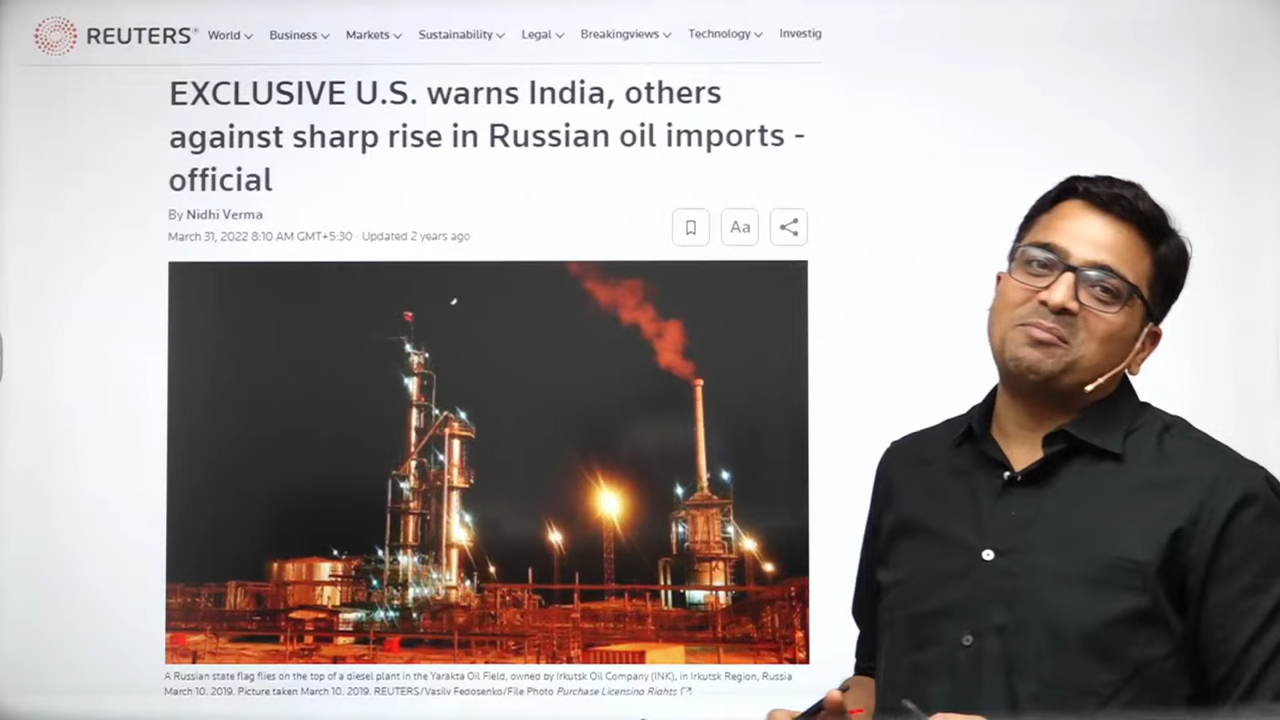 REUTERS® World Business Markets Sustainability Legal Breakingviews Technology Investig
EXCLUSIVE U.S. warns India, others
against sharp rise in Russian oil imports -
official
By Nidhi Verma
March 31, 2022 8:10 AM GMT+5:30 · Updated 2 years ago
Aa
A Russian state flag flies on the top of a diesel plant in the Yarakta Oil Field, owned by Irkutsk Oil Company (INK), in Irkutsk Region, Russia
March 10, 2019. Picture taken March 10, 2019. REUTERS/Vasily Fedosenko/File Photo Purchase Licensing Rights